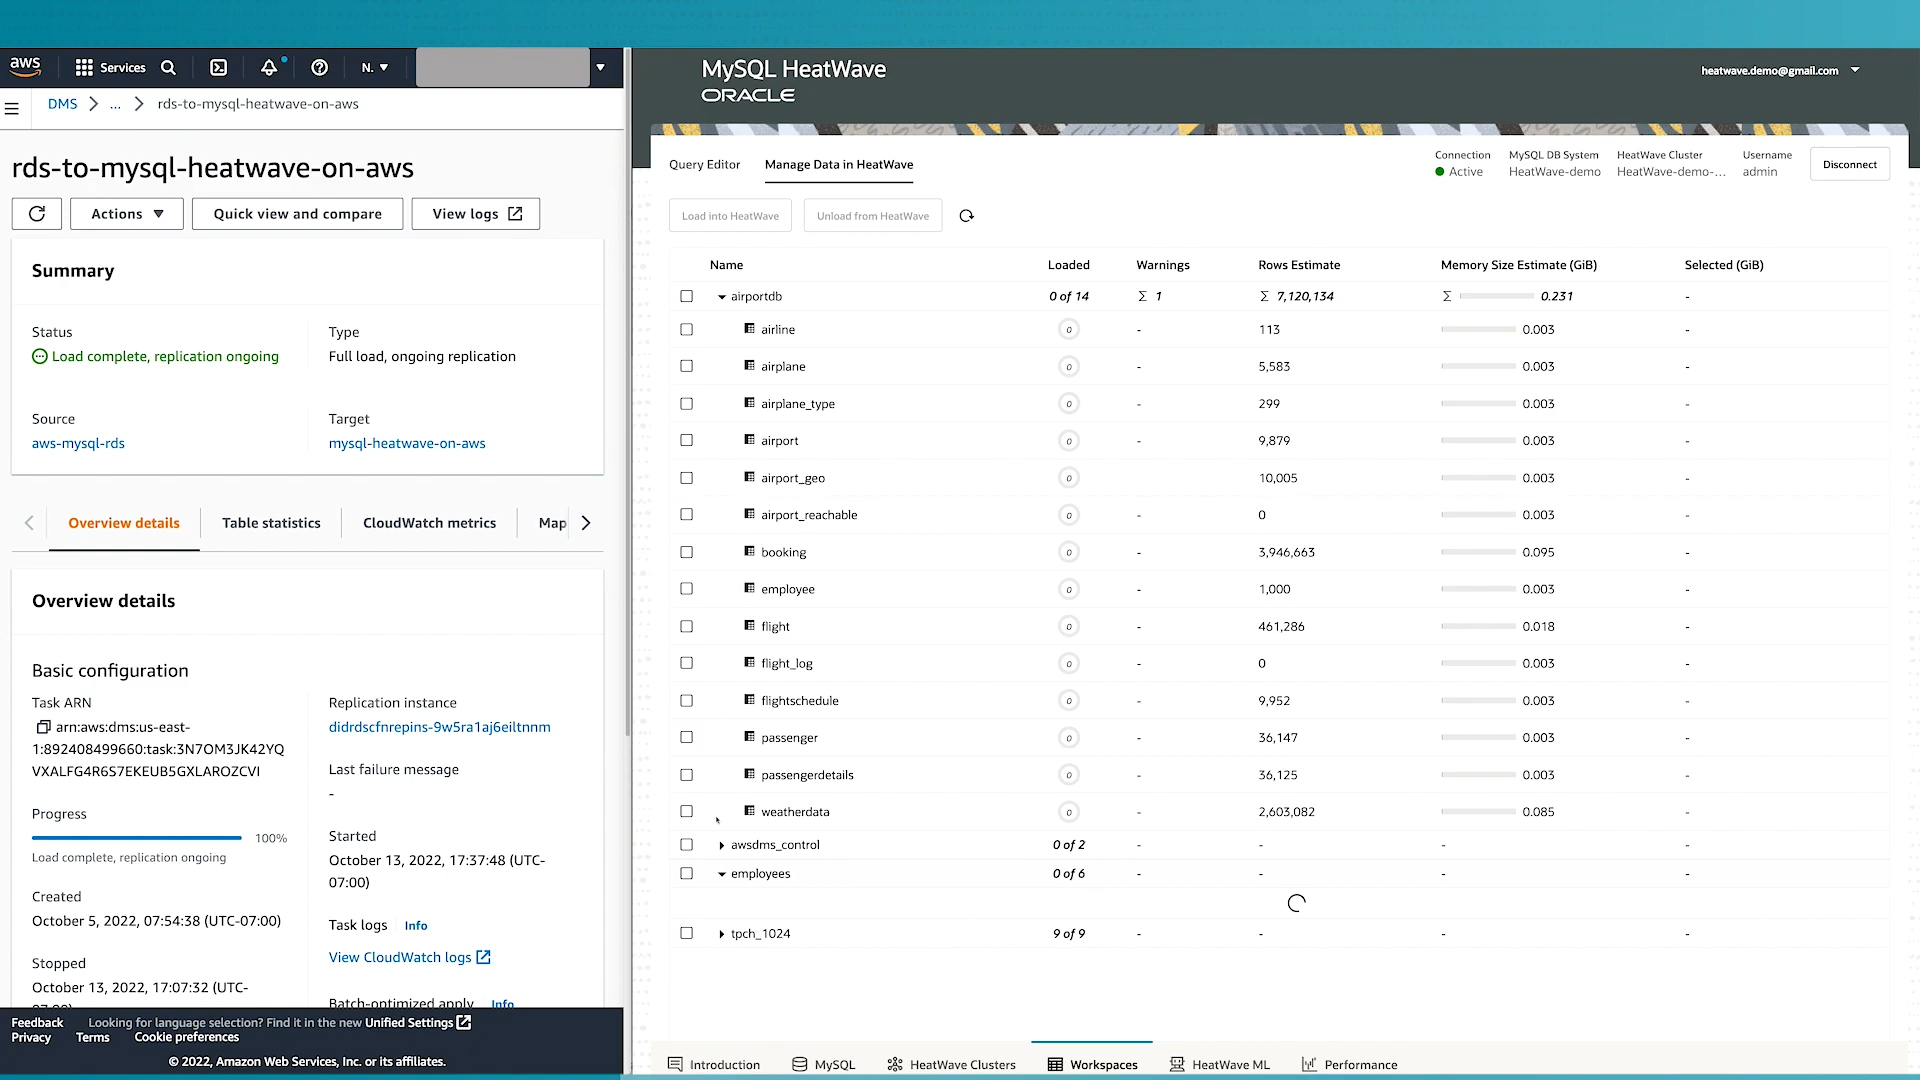 aws
Services
N.
DMS
...
rds-to-mysql-heatwave-on-aws
rds-to-mysql-heatwave-on-aws
Actions
Quick view and compare
View logs
Summary
Status
Type
Load complete, replication ongoing
Full load, ongoing replication
Source
Target
aws-mysql-rds
mysql-heatwave-on-aws
Overview details
Table statistics
CloudWatch metrics
Map
Overview details
Basic configuration
Task ARN
arn:aws:dms:us-east-
1:892408499660:task:3N7OM3JK42YQ
VXALFG4R6S7EKEUB5GXLAROZCVI
Progress
100%
Load complete, replication ongoing
Created
October 5, 2022, 07:54:38 (UTC-07:00)
Stopped
October 13, 2022, 17:07:32 (UTC-
07:00)
Replication instance
didrdscfnrepins-9w5ra1aj6eiltnnm
Last failure message
-
Started
October 13, 2022, 17:37:48 (UTC-
07:00)
Task logs Info
View CloudWatch logs
Batch-optimized apply Info
Feedback Looking for language selection? Find it in the new Unified Settings
Privacy Terms Cookie preferences
© 2022, Amazon Web Services, Inc. or its affiliates.
MySQL HeatWave
ORACLE
heatwave.demo@gmail.com
Query Editor
Manage Data in HeatWave
Connection
Active
MySQL DB System
HeatWave-demo
HeatWave Cluster
HeatWave-demo-...
Username
admin
Disconnect
Load into HeatWave
Unload from HeatWave
Name Loaded Warnings Rows Estimate Memory Size Estimate (GiB) Selected (GiB)
airportdb 0 of 14 Σ 1 Σ 7,120,134 Σ 0.231 -
airline 0 - 113 0.003 -
airplane 0 - 5,583 0.003 -
airplane_type 0 - 299 0.003 -
airport 0 - 9,879 0.003 -
airport_geo 0 10,005 0.003 -
airport_reachable 0 - 0 0.003 -
booking 0 - 3,946,663 0.095 -
employee 0 - 1,000 0.003 -
flight 0 - 461,286 0.018 -
flight_log 0 - 0 0.003 -
flightschedule 0 - 9,952 0.003 -
passenger 0 - 36,147 0.003 -
passengerdetails 0 - 36,125 0.003 -
weatherdata 0 - 2,603,082 0.085 -
awsdms_control 0 of 2 - - - -
employees 0 of 6 - - - -
tpch_1024 9 of 9 - - - -
Introduction
MySQL
HeatWave Clusters
Workspaces
HeatWave ML
Performance